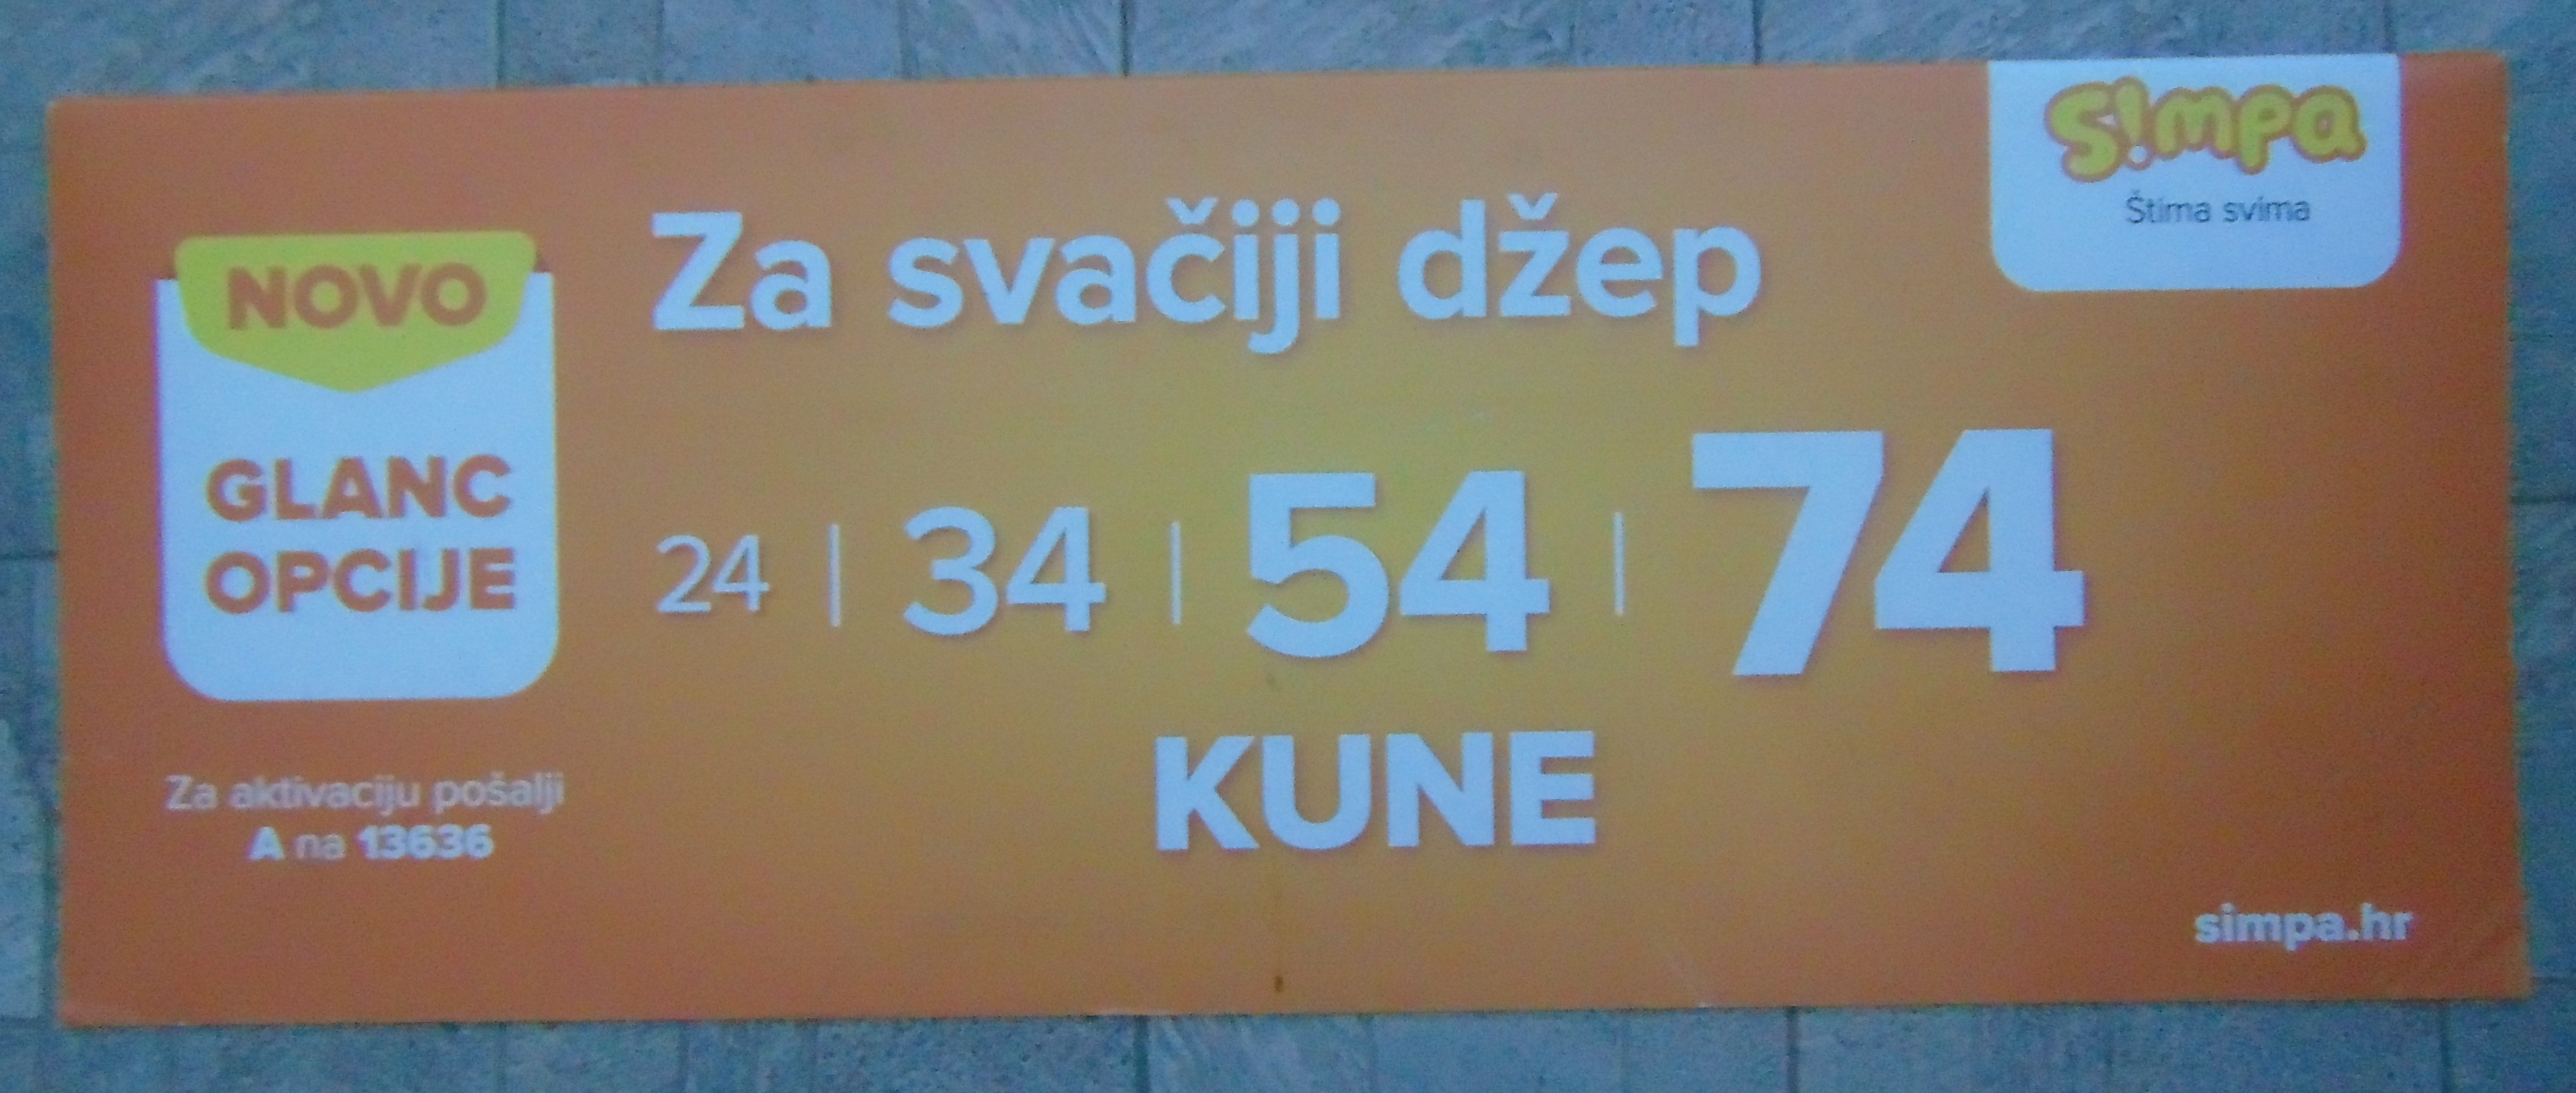 S!mpa
Štima svima
NOVO
GLANC
OPCIJE
Za svačiji džep
24 | 34 | 54 | 74
KUNE
Za aktivaciju pošalji
A na 13636
simpa.hr